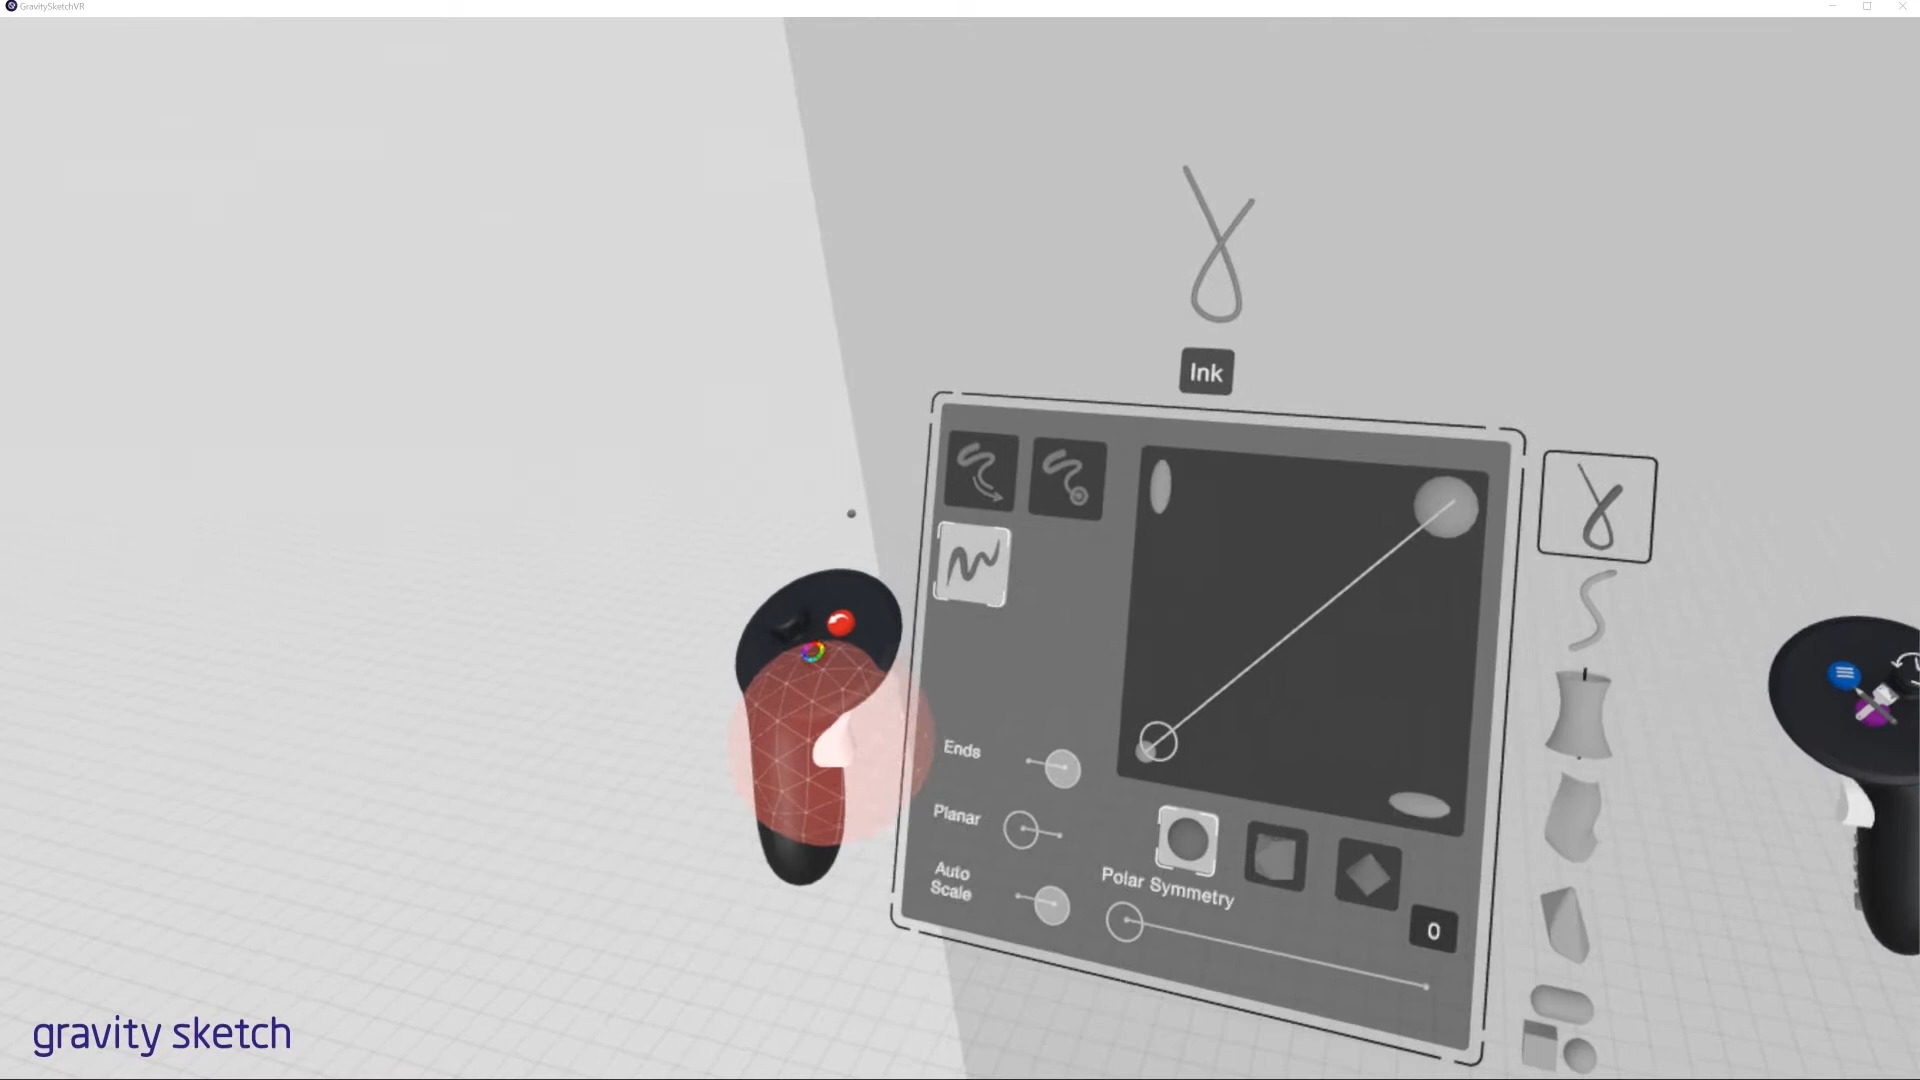 GravitySketchVR
Ink
Ends
Planar
Auto
Scale
Polar Symmetry
0
gravity sketch